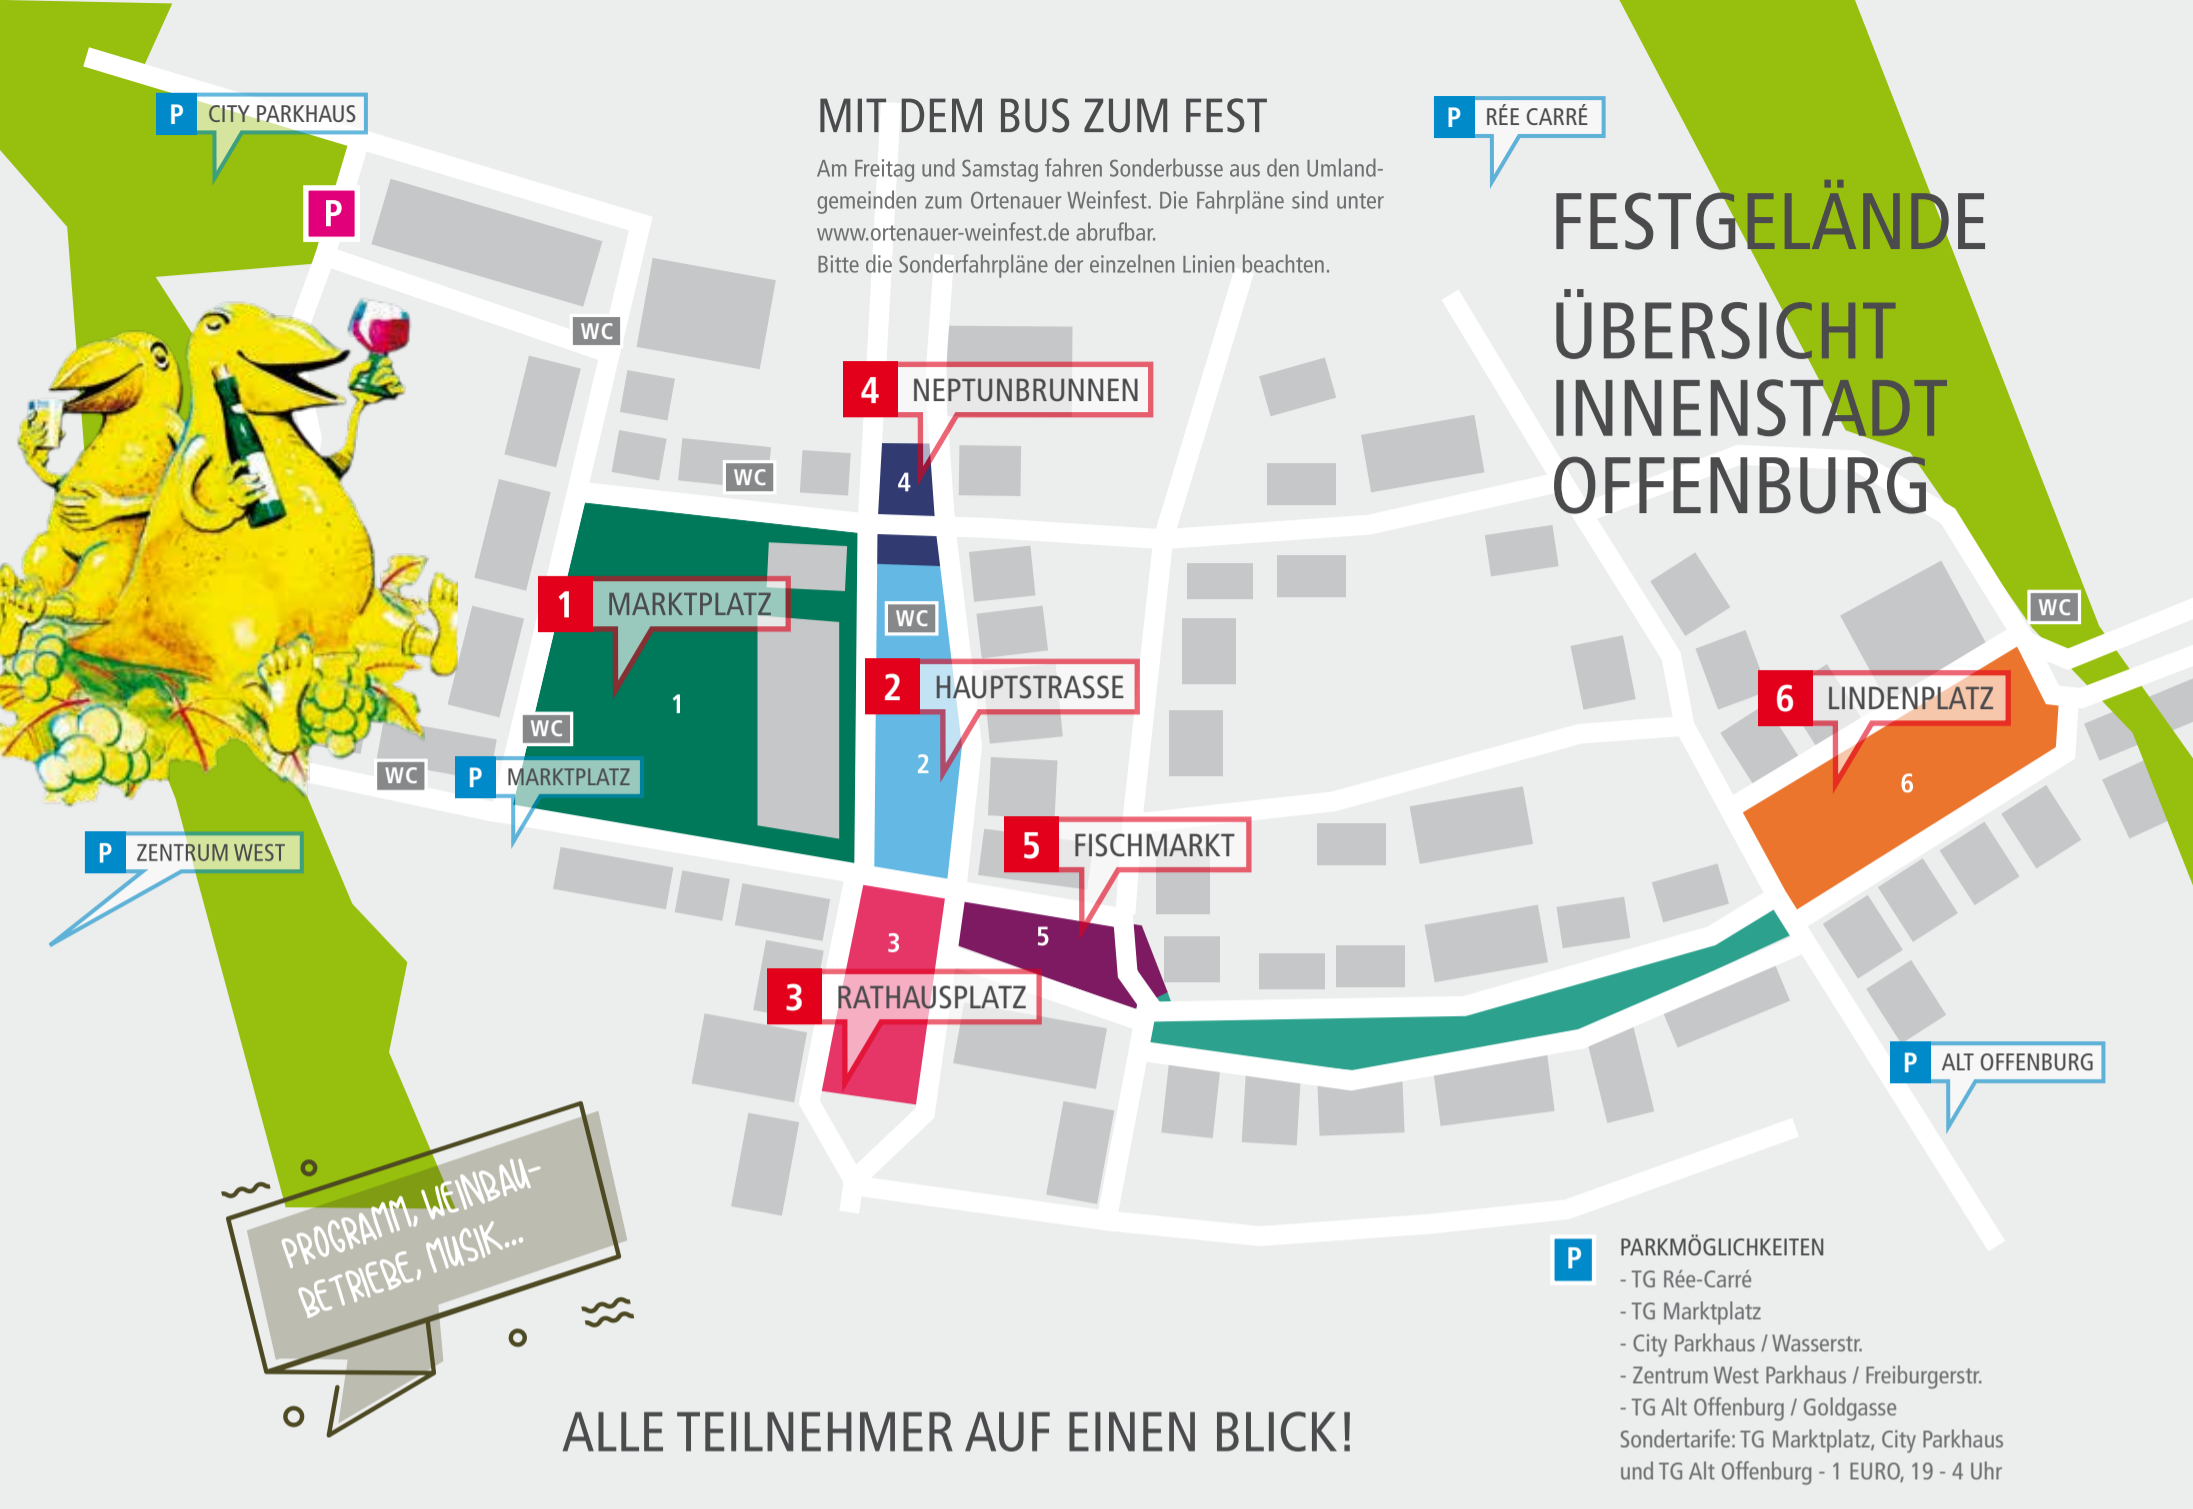 P CITY PARKHAUS
P
MIT DEM BUS ZUM FEST
Am Freitag und Samstag fahren Sonderbusse aus den Umland-
gemeinden zum Ortenauer Weinfest. Die Fahrpläne sind unter
www.ortenauer-weinfest.de abrufbar.
Bitte die Sonderfahrpläne der einzelnen Linien beachten.
P RÉE CARRÉ
FESTGELÄNDE
ÜBERSICHT
INNENSTADT
OFFENBURG
WC
4 NEPTUNBRUNNEN
WC
4
1 MARKTPLATZ
WC
WC
2 HAUPTSTRASSE
6 LINDENPLATZ
1
WC
2
WC
P MARKTPLATZ
6
P ZENTRUM WEST
5 FISCHMARKT
3
5
3 RATHAUSPLATZ
P ALT OFFENBURG
PROGRAMM, WEINBAU-
BETRIEBE, MUSIK...
P PARKMÖGLICHKEITEN
- TG Rée-Carré
- TG Marktplatz
- City Parkhaus / Wasserstr.
- Zentrum West Parkhaus / Freiburgerstr.
- TG Alt Offenburg / Goldgasse
Sondertarife: TG Marktplatz, City Parkhaus
und TG Alt Offenburg - 1 EURO, 19 - 4 Uhr
ALLE TEILNEHMER AUF EINEN BLICK!